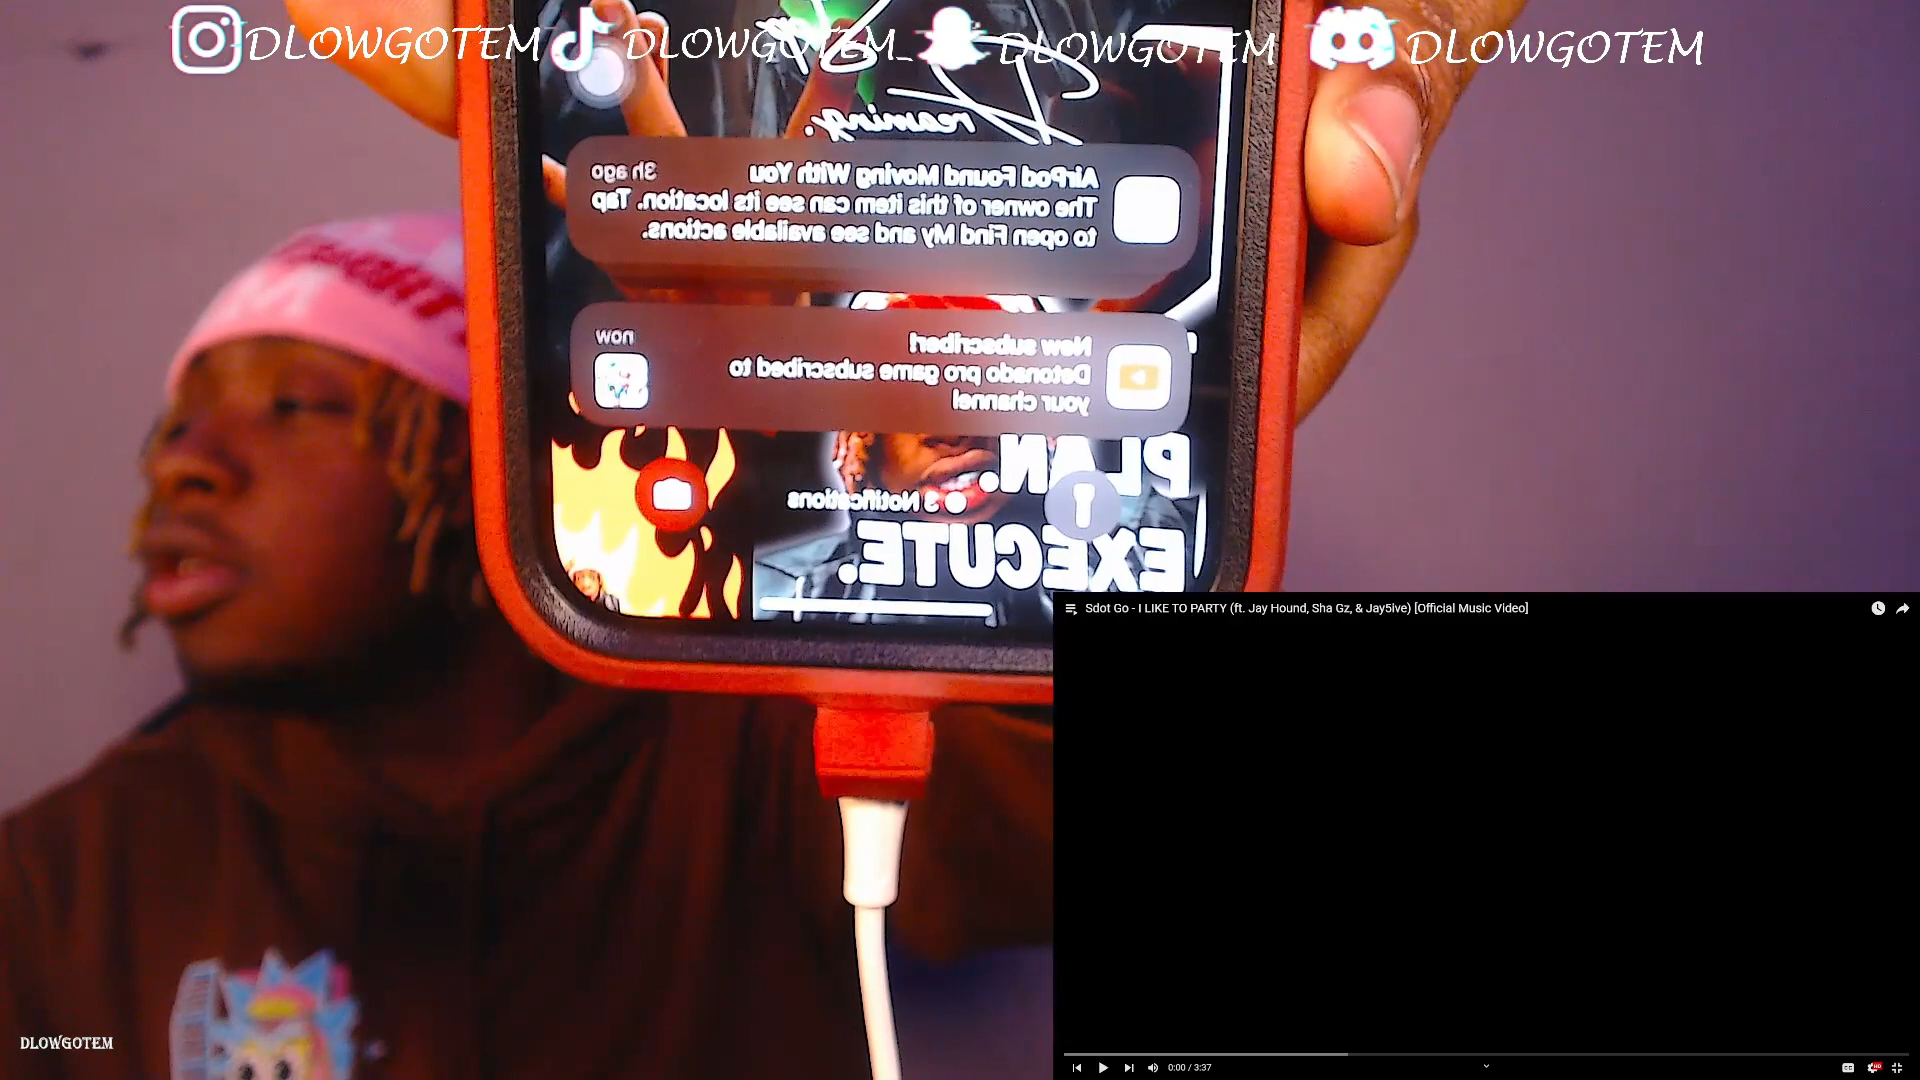 DLOWGOTEM DLOWGOTEM_ DLOWGOTEM DLOWGOTEM
reaming.
AirPod Found Moving With You 3h ago
The owner of this item can see its location. Tap
to open Find My and see available actions.
New subscriber! now
Detonado pro game subscribed to
your channel
PLAN.
3 Notifications
EXECUTE.
Sdot Go - I LIKE TO PARTY (ft. Jay Hound, Sha Gz, & Jay5ive) [Official Music Video]
DLOWGOTEM
0:00 / 3:37